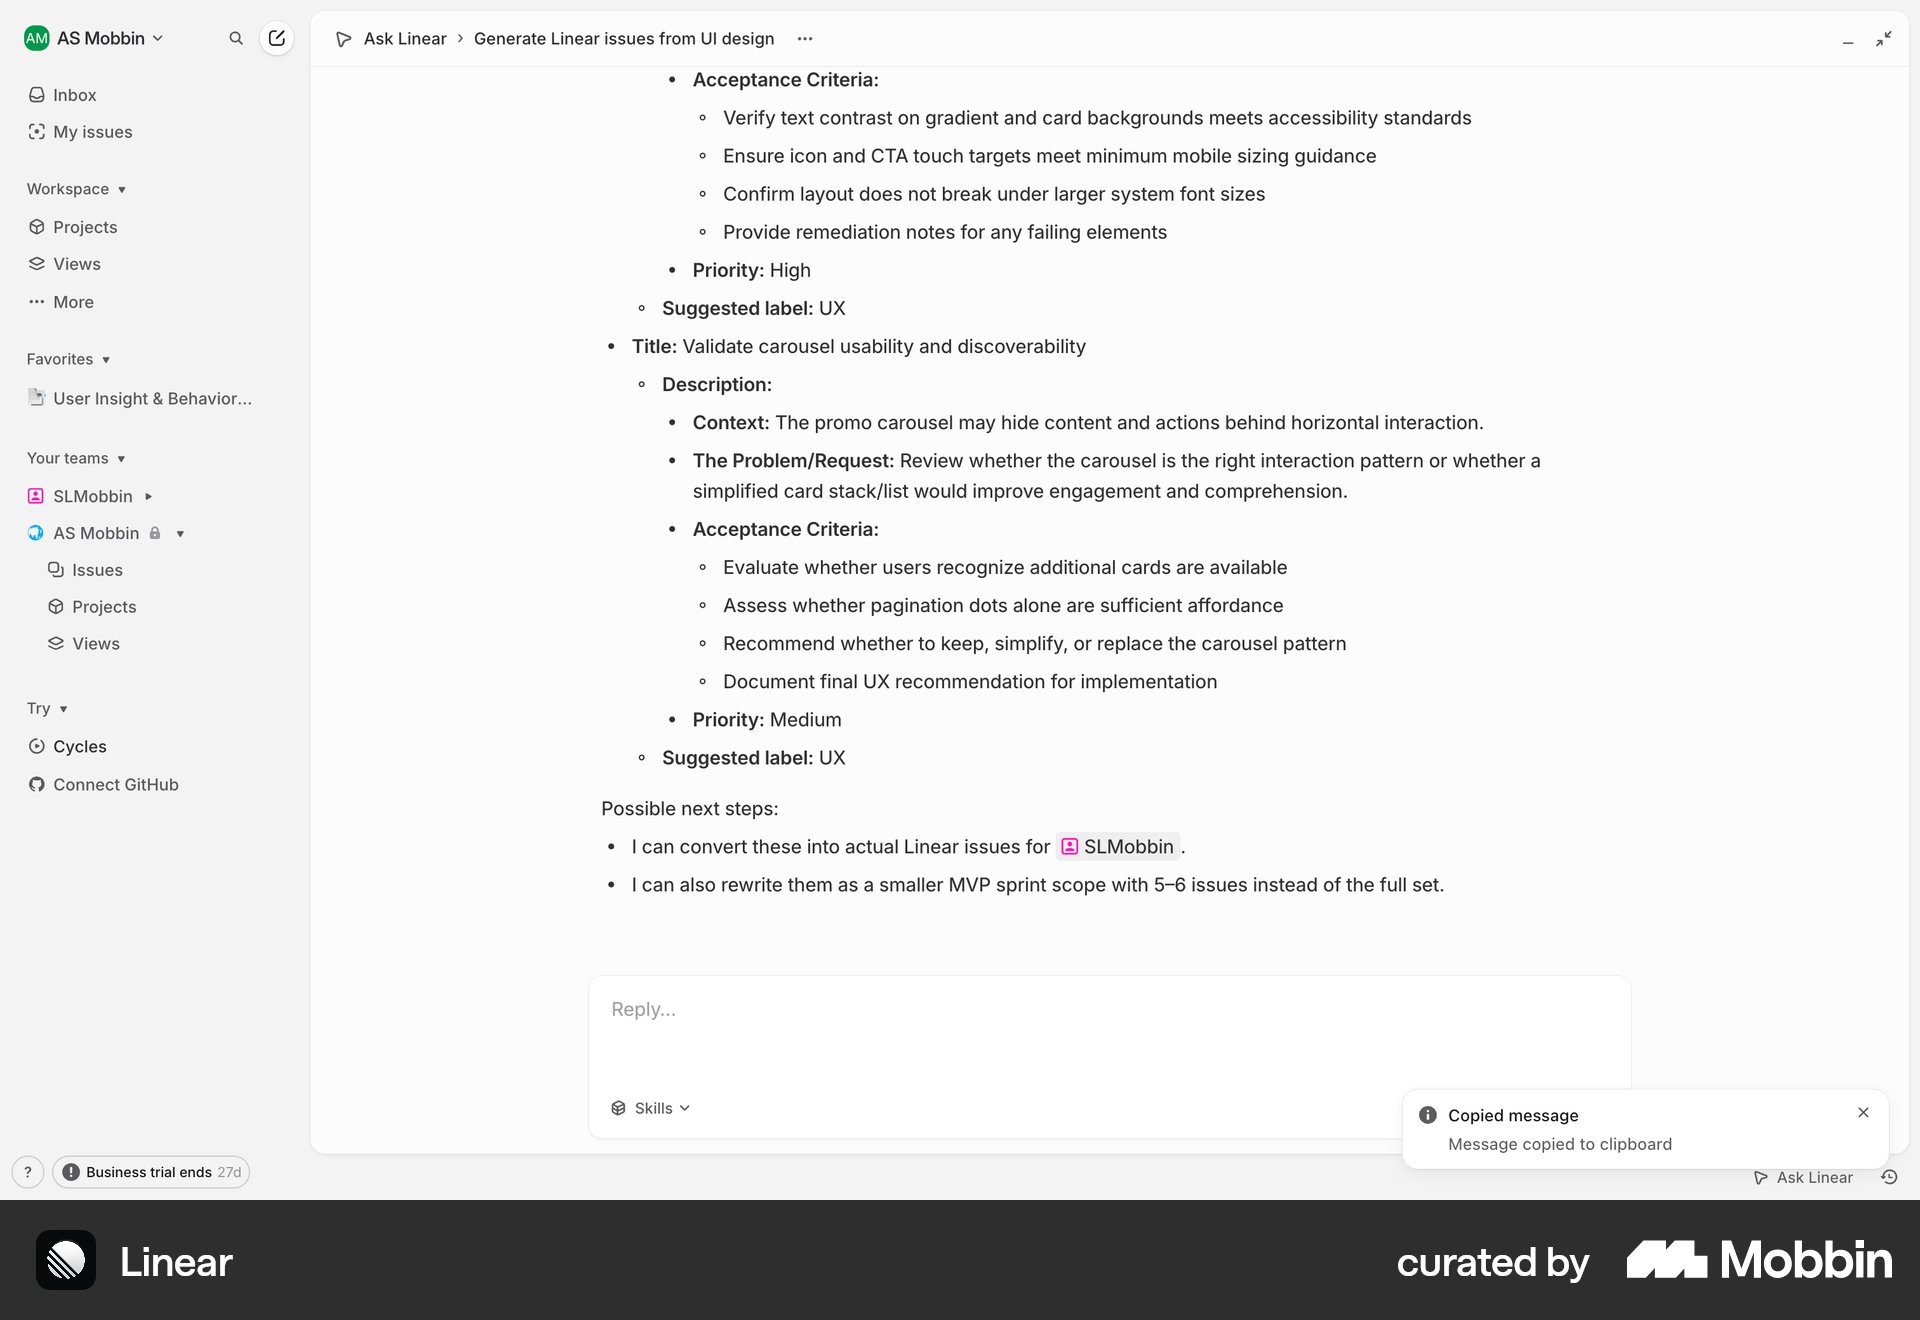 AM AS Mobbin
Inbox
My issues
Workspace
Projects
Views
More
Favorites
User Insight & Behavior...
Your teams
SLMobbin
AS Mobbin
Issues
Projects
Views
Try
Cycles
Connect GitHub
? Business trial ends 27d
Ask Linear › Generate Linear issues from UI design
• Acceptance Criteria:
◦ Verify text contrast on gradient and card backgrounds meets accessibility standards
◦ Ensure icon and CTA touch targets meet minimum mobile sizing guidance
◦ Confirm layout does not break under larger system font sizes
◦ Provide remediation notes for any failing elements
• Priority: High
◦ Suggested label: UX
• Title: Validate carousel usability and discoverability
◦ Description:
• Context: The promo carousel may hide content and actions behind horizontal interaction.
• The Problem/Request: Review whether the carousel is the right interaction pattern or whether a
simplified card stack/list would improve engagement and comprehension.
• Acceptance Criteria:
◦ Evaluate whether users recognize additional cards are available
◦ Assess whether pagination dots alone are sufficient affordance
◦ Recommend whether to keep, simplify, or replace the carousel pattern
◦ Document final UX recommendation for implementation
• Priority: Medium
◦ Suggested label: UX
Possible next steps:
• I can convert these into actual Linear issues for SLMobbin .
• I can also rewrite them as a smaller MVP sprint scope with 5–6 issues instead of the full set.
Reply...
Skills
Copied message
Message copied to clipboard
Ask Linear
Linear
curated by Mobbin